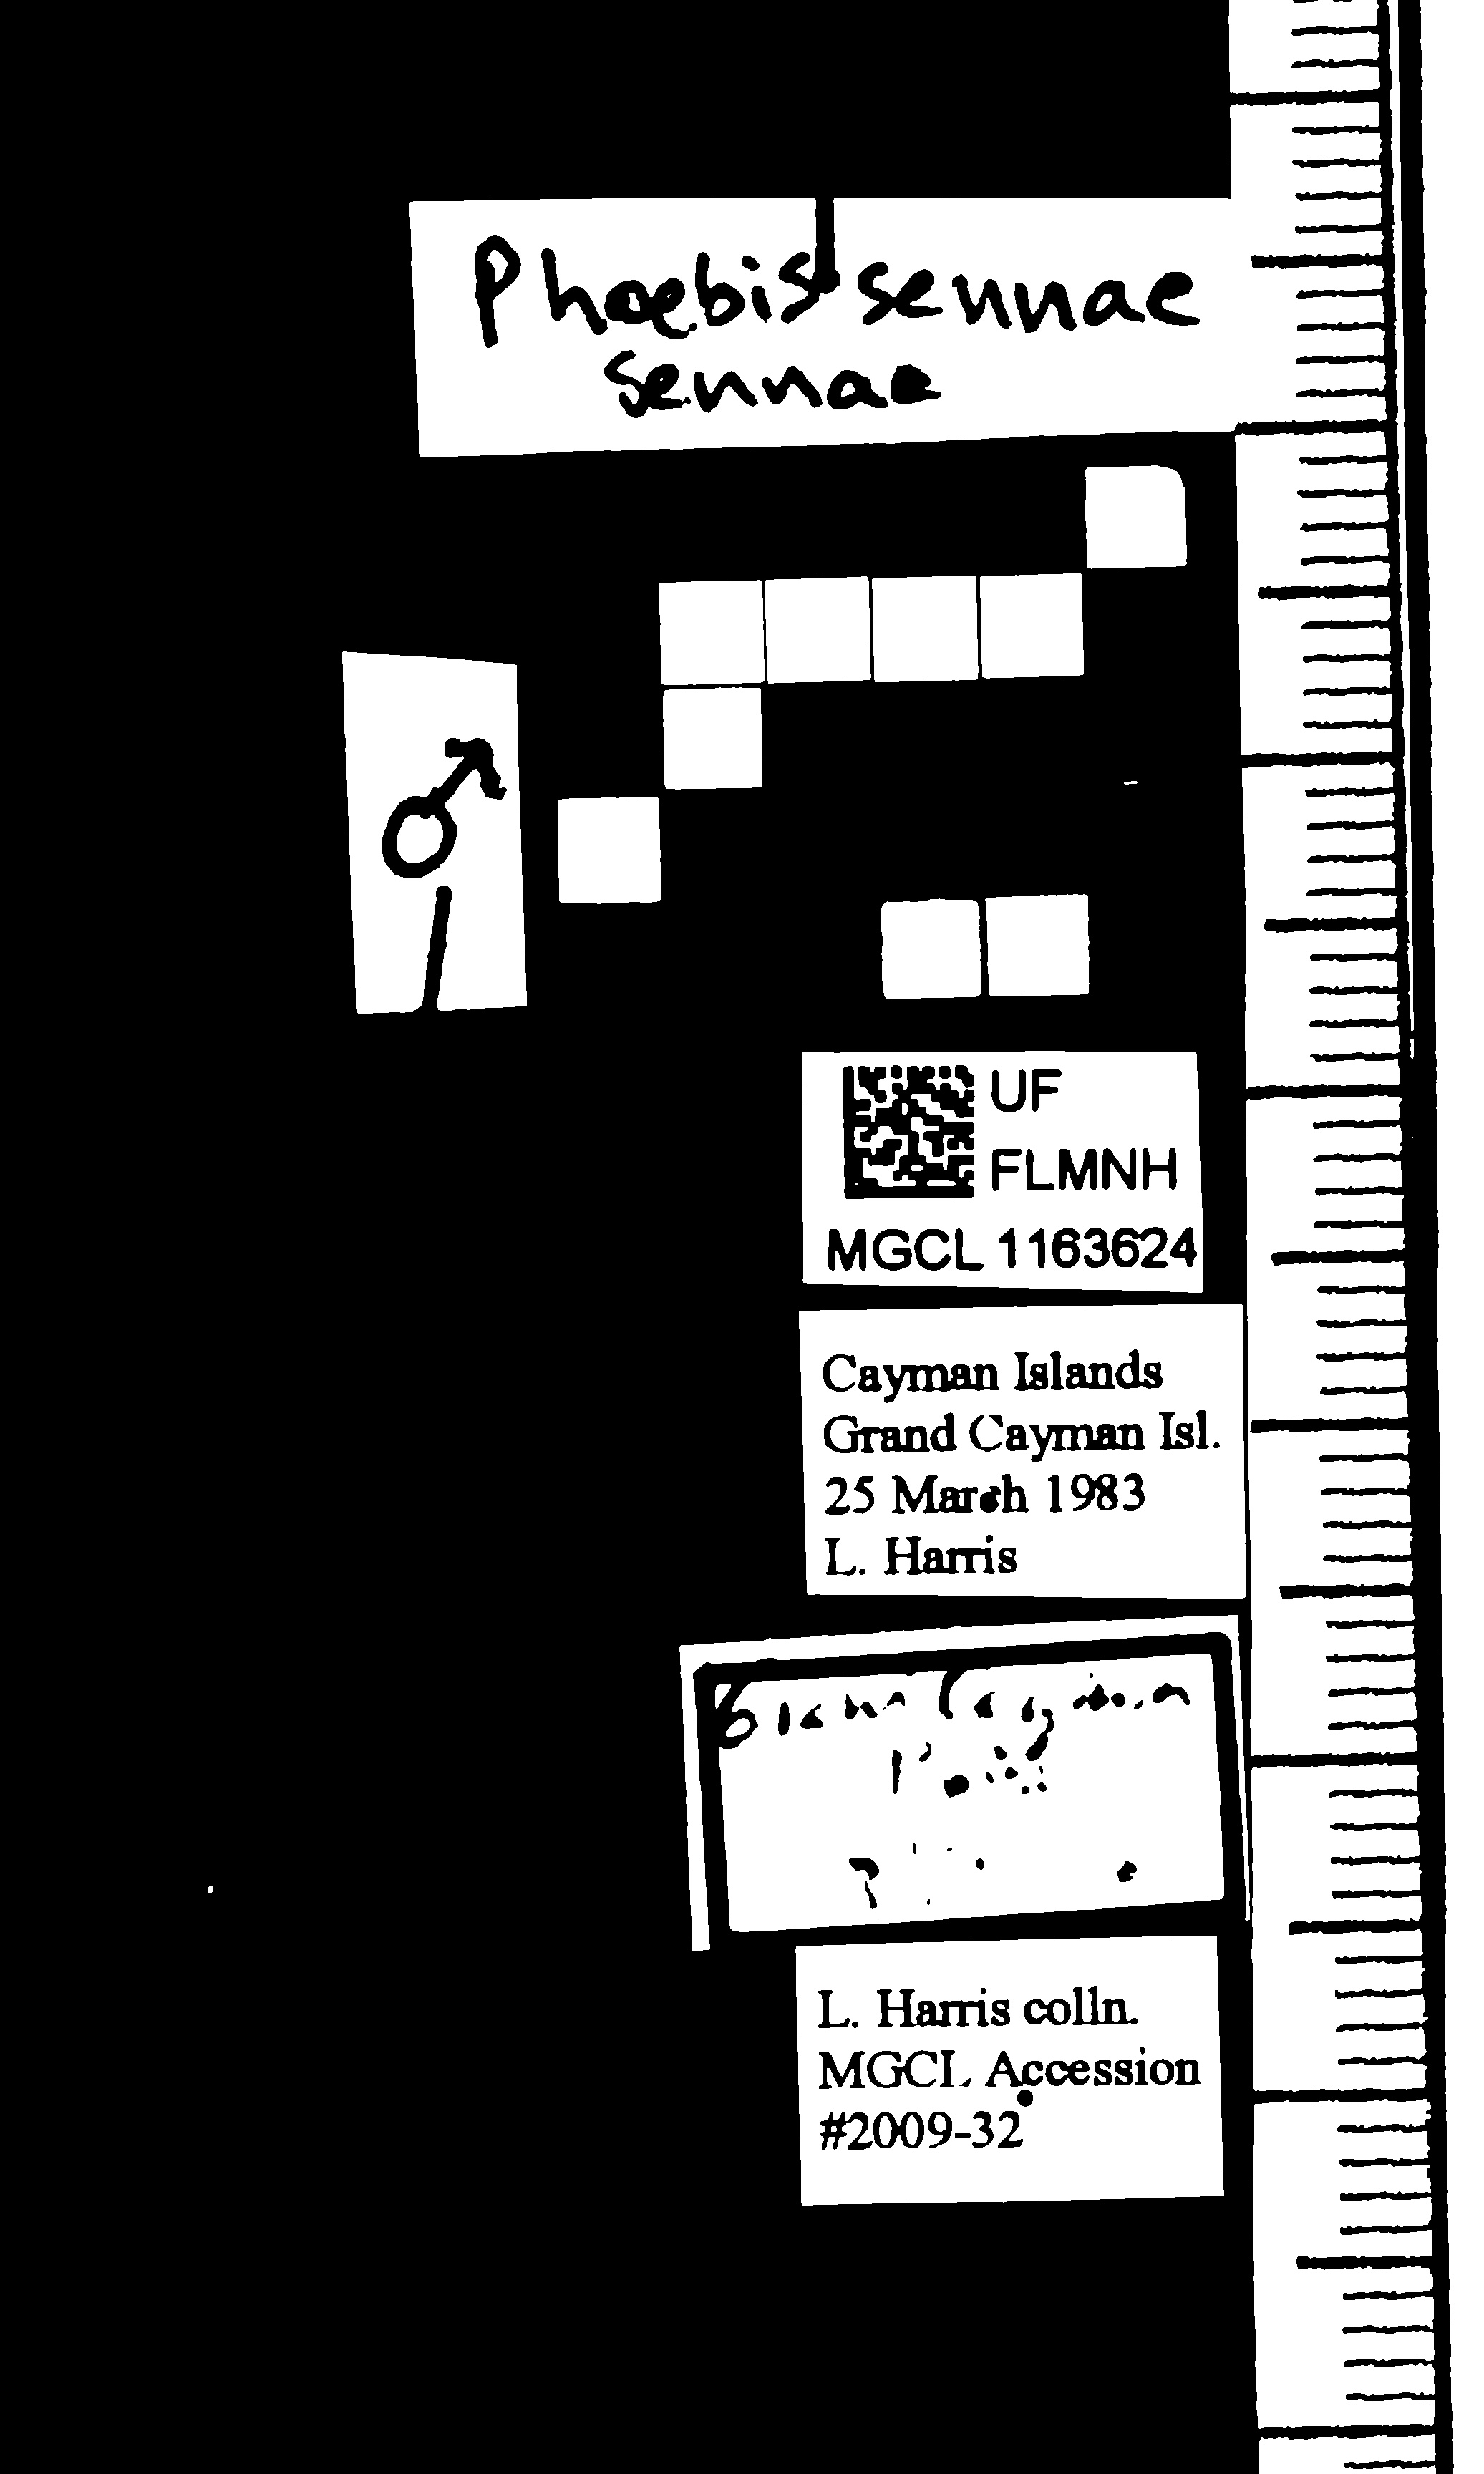 Phoebis sennae
sennae
♂
UF
FLMNH
MGCL 1163624
Cayman Islands
Grand Cayman Isl.
25 March 1983
L. Harris
L. Harris colln.
MGCL Accession
#2009-32